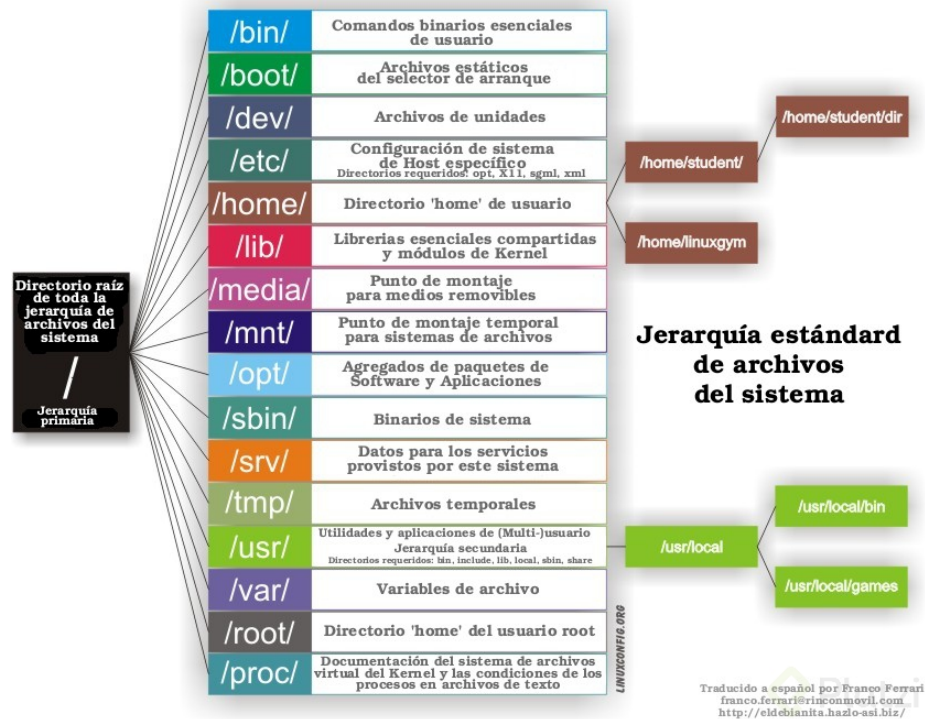 Directorio raíz
de toda la
jerarquía de
archivos del
sistema
/
Jerarquía
primaria
/bin/
Comandos binarios esenciales
de usuario
/boot/
Archivos estáticos
del selector de arranque
/dev/
Archivos de unidades
/etc/
Configuración de sistema
de Host específico
Directorios requeridos: opt, X11, sgml, xml
/home/
Directorio 'home' de usuario
/lib/
Librerias esenciales compartidas
y módulos de Kernel
/media/
Punto de montaje
para medios removibles
/mnt/
Punto de montaje temporal
para sistemas de archivos
/opt/
Agregados de paquetes de
Software y Aplicaciones
/sbin/
Binarios de sistema
/srv/
Datos para los servicios
provistos por este sistema
/tmp/
Archivos temporales
/usr/
Utilidades y aplicaciones de (Multi-)usuario
Jerarquía secundaria
Directorios requeridos: bin, include, lib, local, sbin, share
/var/
Variables de archivo
/root/
Directorio 'home' del usuario root
/proc/
Documentación del sistema de archivos
virtual del Kernel y las condiciones de los
procesos en archivos de texto
/home/student/
/home/student/dir
/home/linuxgym
Jerarquía estándard
de archivos
del sistema
/usr/local
/usr/local/bin
/usr/local/games
LINUXCONFIG.ORG
Traducido a español por Franco Ferrari
franco.ferrari@rinconmovil.com
http://eldebianita.hazlo-asi.biz/